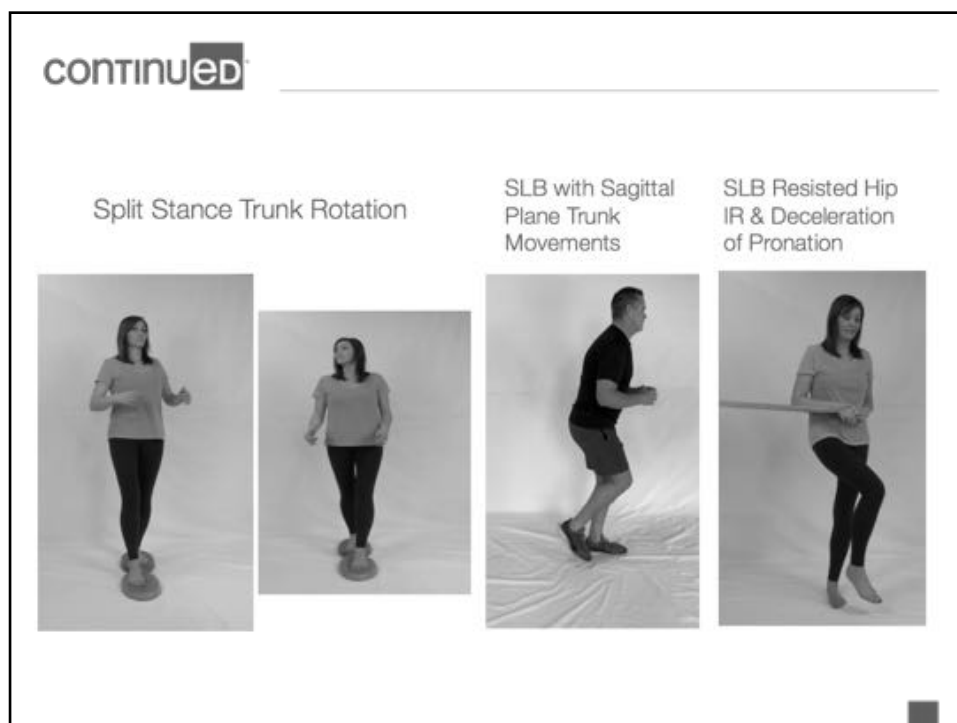 continued
Split Stance Trunk Rotation
SLB with Sagittal
Plane Trunk
Movements
SLB Resisted Hip
IR & Deceleration
of Pronation